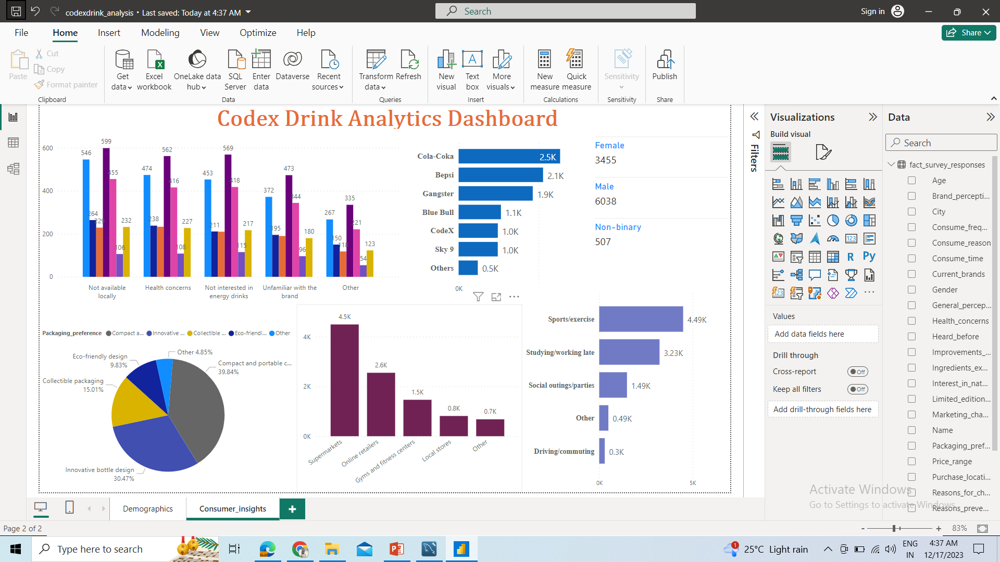 codexdrink_analysis • Last saved: Today at 4:37 AM
Search
Sign in
File Home Insert Modeling View Optimize Help
Share
Paste
Cut
Copy
Format painter
Clipboard
Get data
Excel workbook
OneLake data hub
SQL Server
Enter data
Dataverse
Recent sources
Data
Transform data
Refresh
Queries
New visual
Text box
More visuals
Insert
New measure
Quick measure
Calculations
Sensitivity
Sensitivity
Publish
Share
Codex Drink Analytics Dashboard
600
400
200
0
546 264 229 599 455 106 232
474 238 562 416 108 227
453 211 569 418 115 217
372 195 473 344 96 180
267 150 118 335 221 54 123
Not available locally
Health concerns
Not interested in energy drinks
Unfamiliar with the brand
Other
Cola-Coka 2.5K
Bepsi 2.1K
Gangster 1.9K
Blue Bull 1.1K
CodeX 1.0K
Sky 9 1.0K
Others 0.5K
0K
Female
3455
Male
6038
Non-binary
507
Packaging_preference Compact a... Innovative ... Collectible ... Eco-friendl... Other
Other 4.85%
Eco-friendly design
9.83%
Compact and portable c...
39.84%
Collectible packaging
15.01%
Innovative bottle design
30.47%
4K
2K
0K
4.5K
2.6K
1.5K
0.8K
0.7K
Supermarkets
Online retailers
Gyms and fitness centers
Local stores
Other
Sports/exercise 4.49K
Studying/working late 3.23K
Social outings/parties 1.49K
Other 0.49K
Driving/commuting 0.3K
0K 5K
Filters
Visualizations
Build visual
123
R
Py
123
Values
Add data fields here
Drill through
Cross-report Off
Keep all filters Off
Add drill-through fields here
Data
Search
fact_survey_responses
Age
Brand_percepti...
City
Consume_freq...
Consume_reason
Consume_time
Current_brands
Gender
General_percep...
Health_concerns
Heard_before
Improvements_...
Ingredients_ex...
Interest_in_nat...
Limited_edition...
Marketing_cha...
Name
Packaging_pref...
Price_range
Purchase_locati...
Reasons_for_ch...
Reasons_preve...
Activate Windows
Go to Settings to activate Windows.
Demographics
Consumer_insights
+
Page 2 of 2
- + 83%
Type here to search
1
25°C Light rain
ENG
IN
4:37 AM
12/17/2023